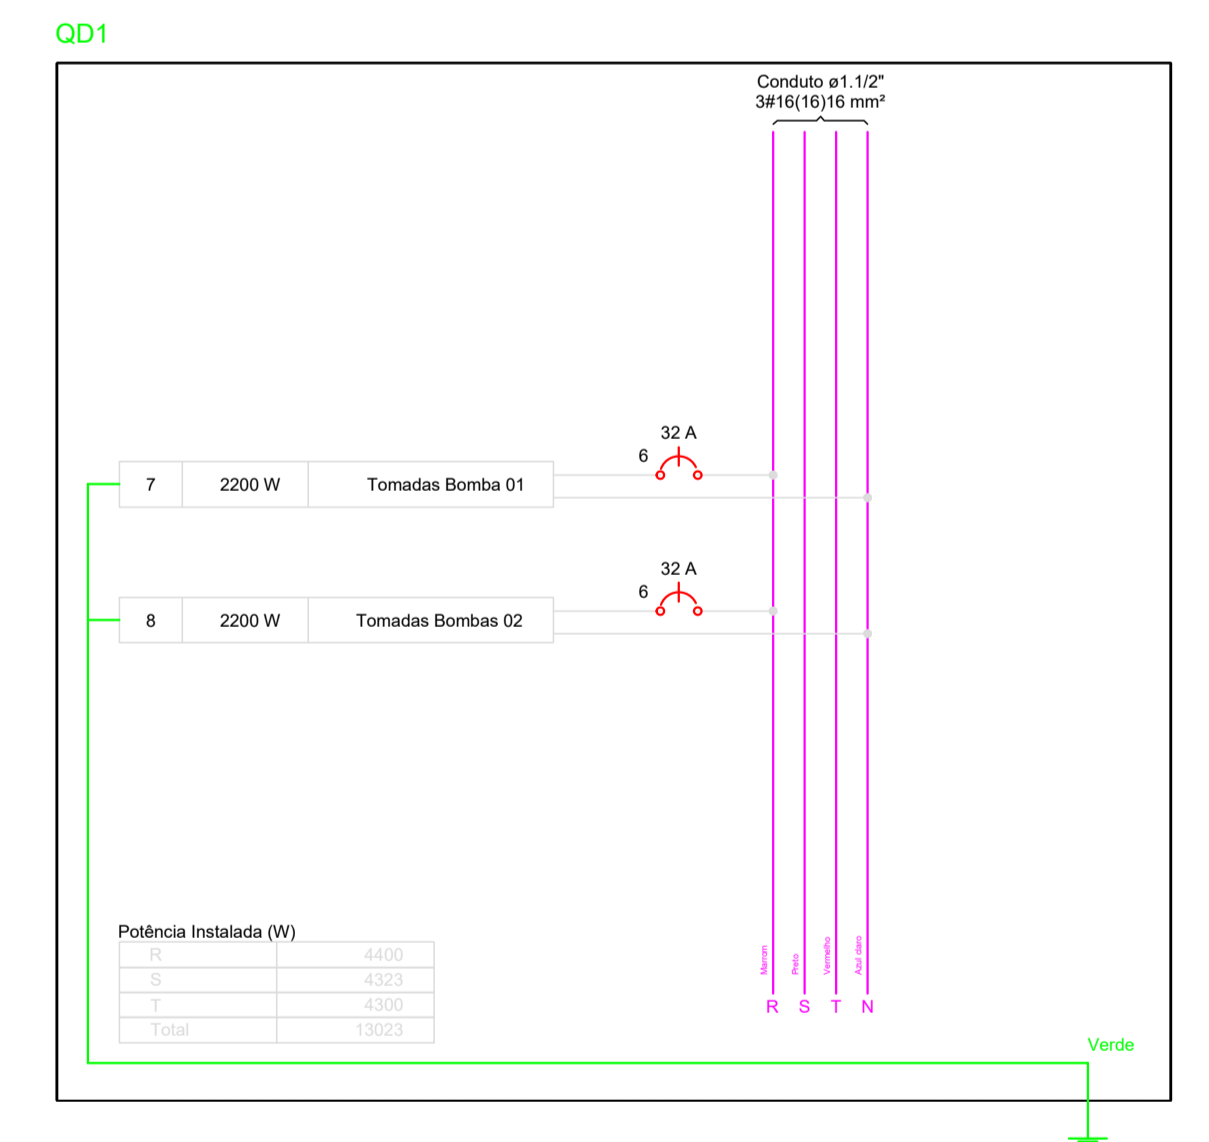 QD1
Conduto ø1.1/2"
3#16(16)16 mm²
32 A
6
7 2200 W Tomadas Bomba 01
32 A
6
8 2200 W Tomadas Bombas 02
Potência Instalada (W)
R 4400
S 4323
T 4300
Total 13023
Marrom
Preto
Vermelho
Azul claro
R S T N
Verde